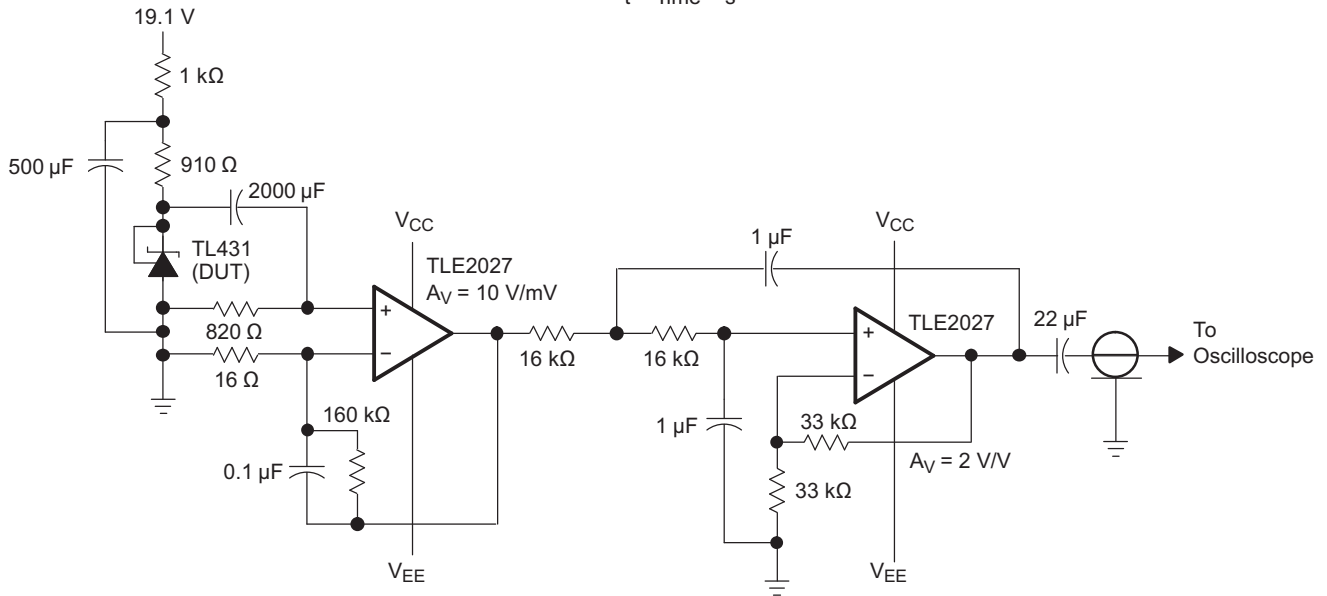 19.1 V
1 kΩ
500 µF
910 Ω
2000 µF
TL431
(DUT)
820 Ω
16 Ω
160 kΩ
0.1 µF
VCC
TLE2027
AV = 10 V/mV
VEE
16 kΩ
16 kΩ
1 µF
1 µF
VCC
TLE2027
33 kΩ
AV = 2 V/V
33 kΩ
VEE
22 µF
To
Oscilloscope